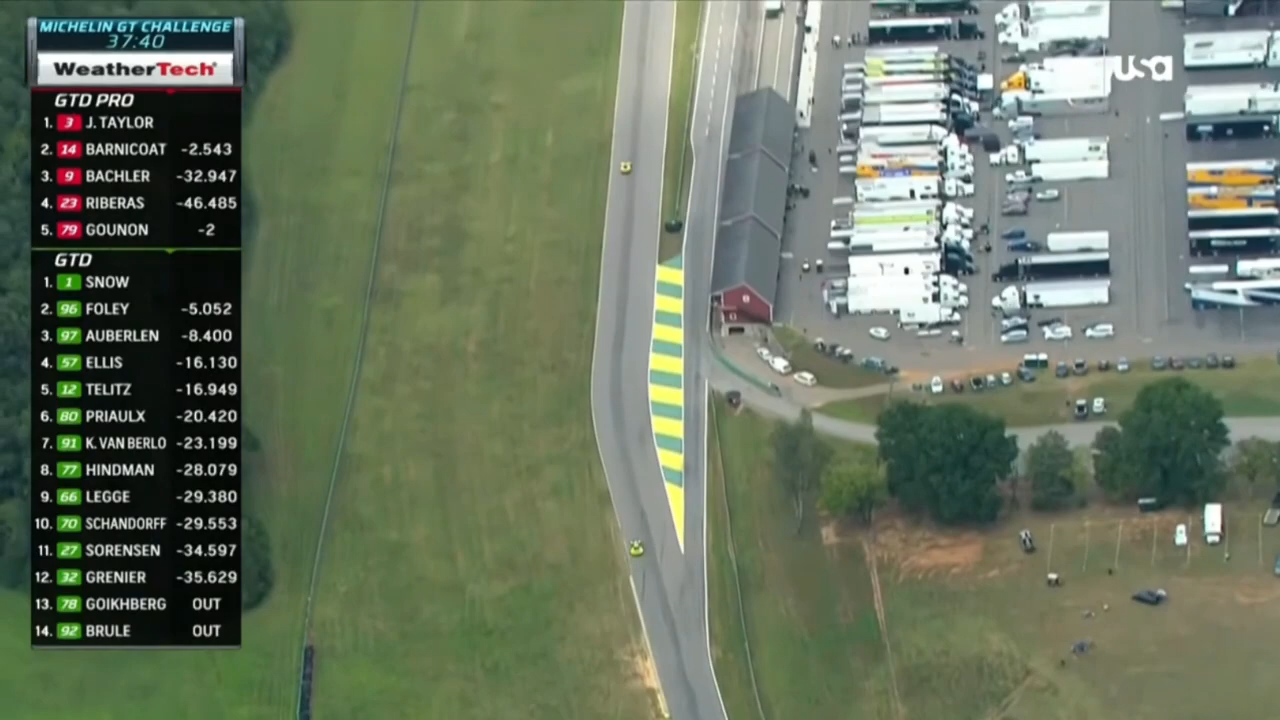 MICHELIN GT CHALLENGE
37:40
WeatherTech
GTD PRO
1. 3 J. TAYLOR
2. 14 BARNICOAT -2.543
3. 9 BACHLER -32.947
4. 23 RIBERAS -46.485
5. 79 GOUNON -2
GTD
1. 1 SNOW
2. 96 FOLEY -5.052
3. 97 AUBERLEN -8.400
4. 57 ELLIS -16.130
5. 12 TELITZ -16.949
6. 80 PRIAULX -20.420
7. 91 K. VAN BERLO -23.199
8. 77 HINDMAN -28.079
9. 66 LEGGE -29.380
10. 70 SCHANDORFF -29.553
11. 27 SORENSEN -34.597
12. 32 GRENIER -35.629
13. 78 GOIKHBERG OUT
14. 92 BRULE OUT
usa